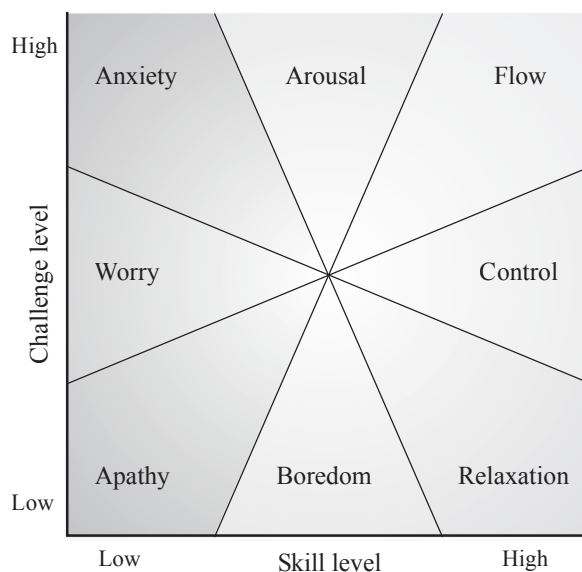 High
Anxiety
Arousal
Flow
Challenge level
Worry
Control
Apathy
Boredom
Relaxation
Low
Low
Skill level
High